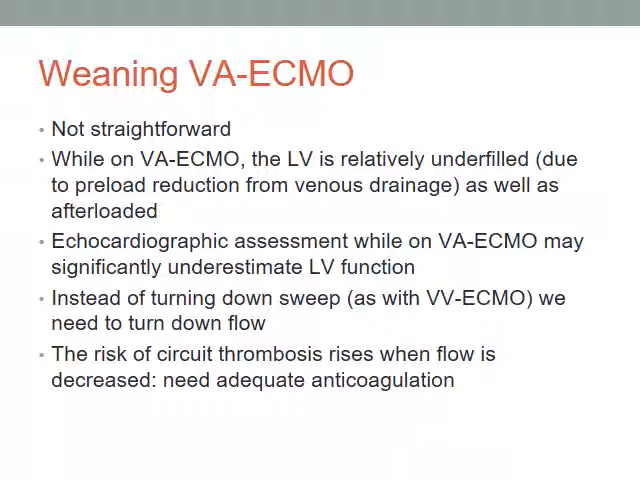 Weaning VA-ECMO
• Not straightforward
• While on VA-ECMO, the LV is relatively underfilled (due
to preload reduction from venous drainage) as well as
afterloaded
• Echocardiographic assessment while on VA-ECMO may
significantly underestimate LV function
• Instead of turning down sweep (as with VV-ECMO) we
need to turn down flow
• The risk of circuit thrombosis rises when flow is
decreased: need adequate anticoagulation